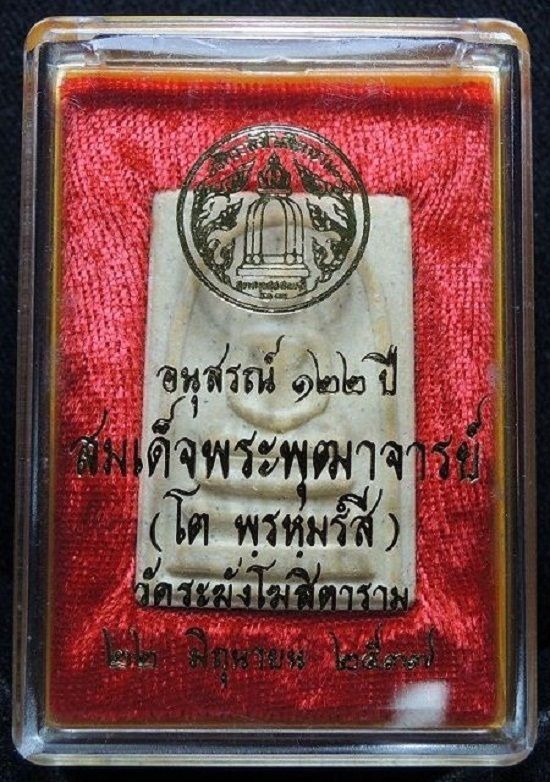 อนุสรณ์ ๑๒๒ ปี
สมเด็จพระพุฒาจารย์
(โต พฺรหฺมรํสี)
วัดระฆังโฆสิตาราม
๒๒ มิถุนายน ๒๕๓๗